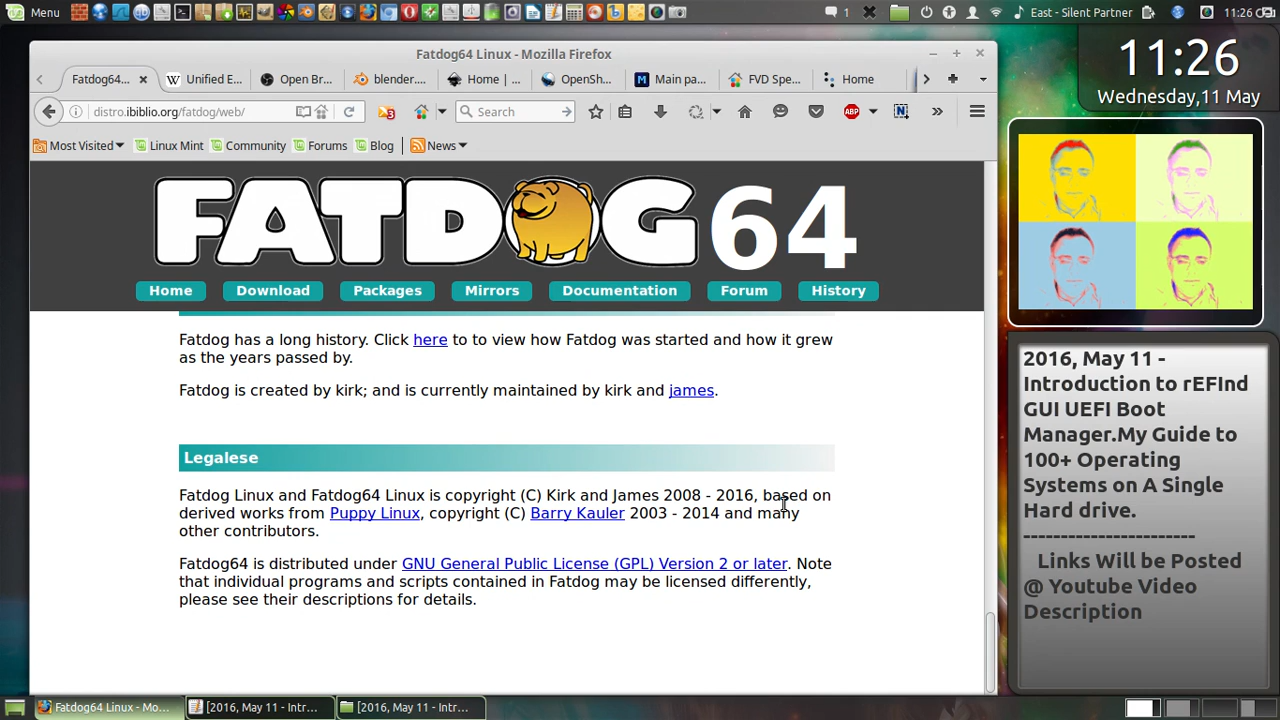 Menu
1
East - Silent Partner
11:26
Fatdog64 Linux - Mozilla Firefox
Fatdog64...
Unified E...
Open Br...
blender....
Home | ...
OpenSh...
Main pa...
FVD Spe...
Home
distro.ibiblio.org/fatdog/web/
Search
ABP
Most Visited
Linux Mint
Community
Forums
Blog
News
FATDOG 64
Home
Download
Packages
Mirrors
Documentation
Forum
History
Fatdog has a long history. Click here to to view how Fatdog was started and how it grew
as the years passed by.
Fatdog is created by kirk; and is currently maintained by kirk and james.
Legalese
Fatdog Linux and Fatdog64 Linux is copyright (C) Kirk and James 2008 - 2016, based on
derived works from Puppy Linux, copyright (C) Barry Kauler 2003 - 2014 and many
other contributors.
Fatdog64 is distributed under GNU General Public License (GPL) Version 2 or later. Note
that individual programs and scripts contained in Fatdog may be licensed differently,
please see their descriptions for details.
11:26
Wednesday,11 May
2016, May 11 -
Introduction to rEFInd
GUI UEFI Boot
Manager.My Guide to
100+ Operating
Systems on A Single
Hard drive.
------------------------
Links Will be Posted
@ Youtube Video
Description
Fatdog64 Linux - Mo...
[2016, May 11 - Intr...
[2016, May 11 - Intr...